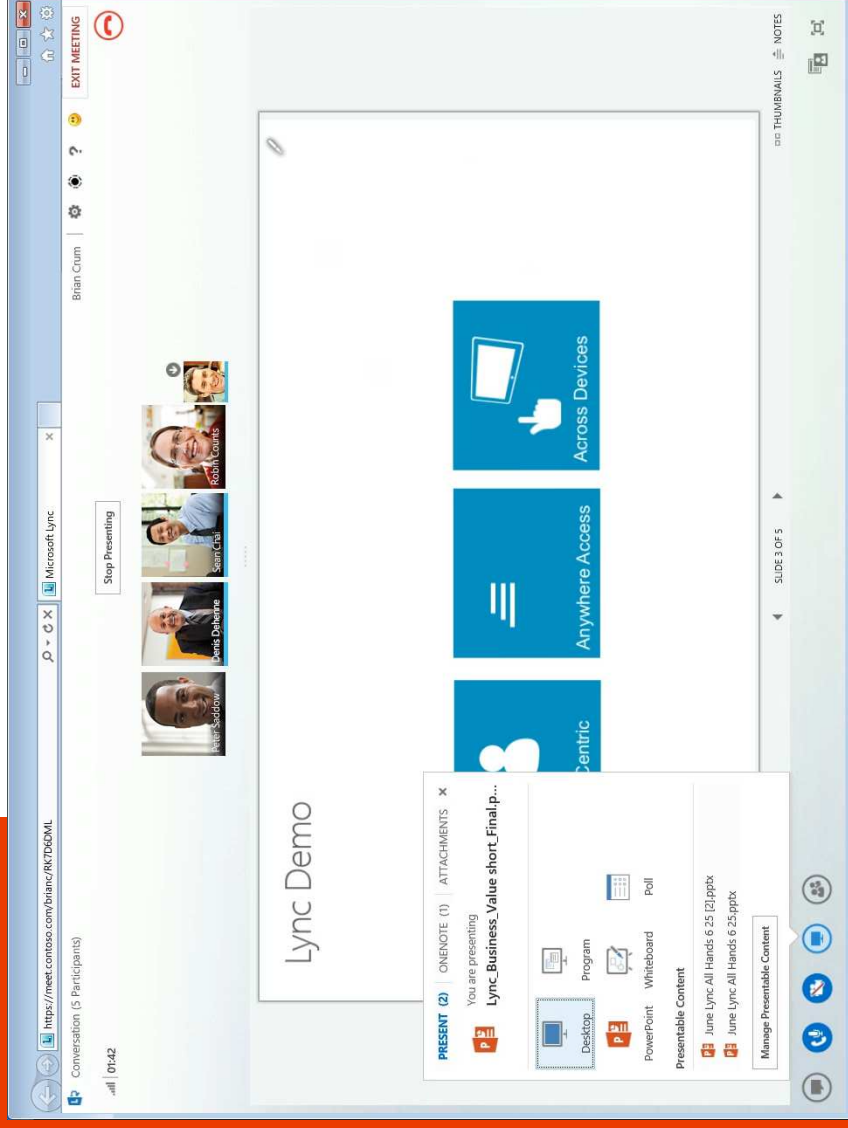 https://meet.contoso.com/brianc/RK7D6DML
Microsoft Lync
Conversation (5 Participants)
Brian Crum
?
EXIT MEETING
01:42
Stop Presenting
Peter Saddow
Denis Dehenne
Sean Chai
Robin Counts
Lync Demo
Centric
Anywhere Access
Across Devices
PRESENT (2)
ONENOTE (1)
ATTACHMENTS
You are presenting
Lync_Business_Value short_Final.p...
Desktop
Program
PowerPoint
Whiteboard
Poll
Presentable Content
June Lync All Hands 6 25 [2].pptx
June Lync All Hands 6 25.pptx
Manage Presentable Content
SLIDE 3 OF 5
THUMBNAILS
NOTES